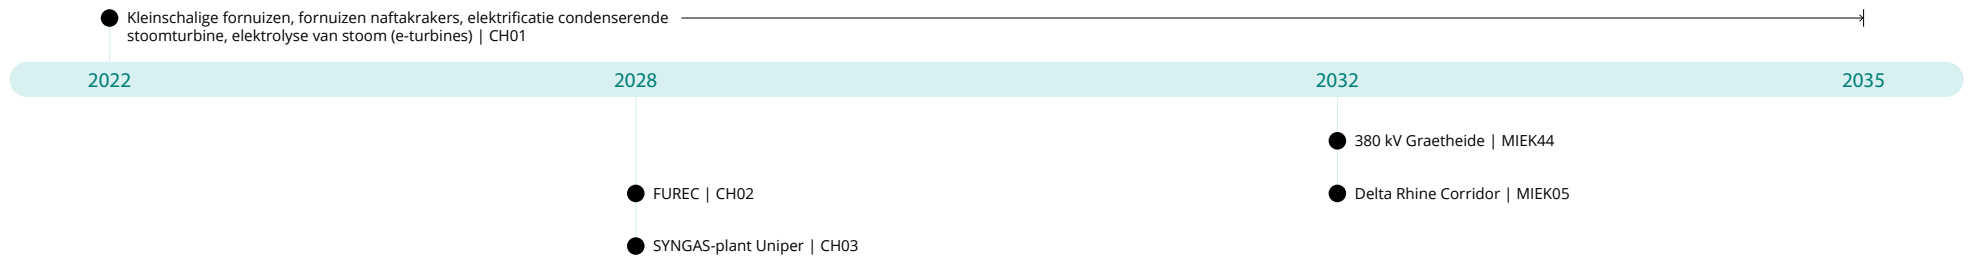 Kleinschalige fornuizen, fornuizen naftakrakers, elektrificatie condenserende
stoomturbine, elektrolyse van stoom (e-turbines) | CH01
2022
2028
2032
2035
380 kV Graetheide | MIEK44
FUREC | CH02
Delta Rhine Corridor | MIEK05
SYNGAS-plant Uniper | CH03